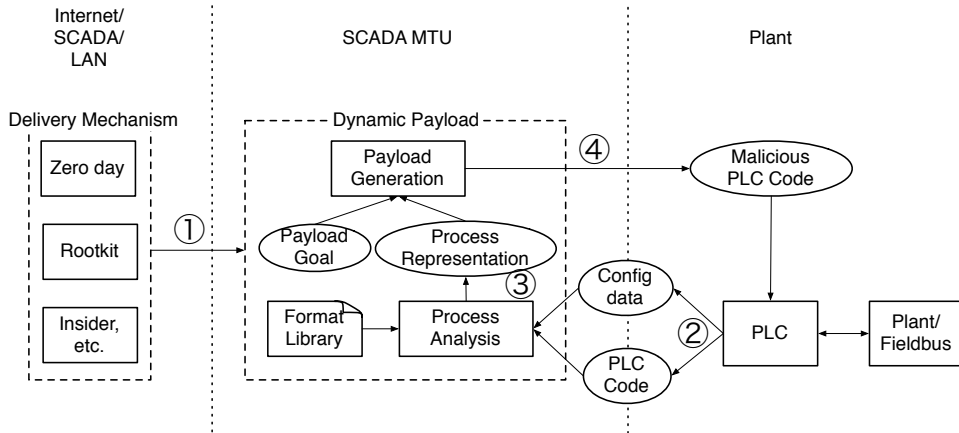 Internet/
SCADA/
LAN
SCADA MTU
Plant
Delivery Mechanism
Zero day
Rootkit
Insider,
etc.
①
Dynamic Payload
Payload
Generation
Payload
Goal
Process
Representation
③
Format
Library
Process
Analysis
④
Malicious
PLC Code
Config
data
②
PLC
Code
PLC
Plant/
Fieldbus